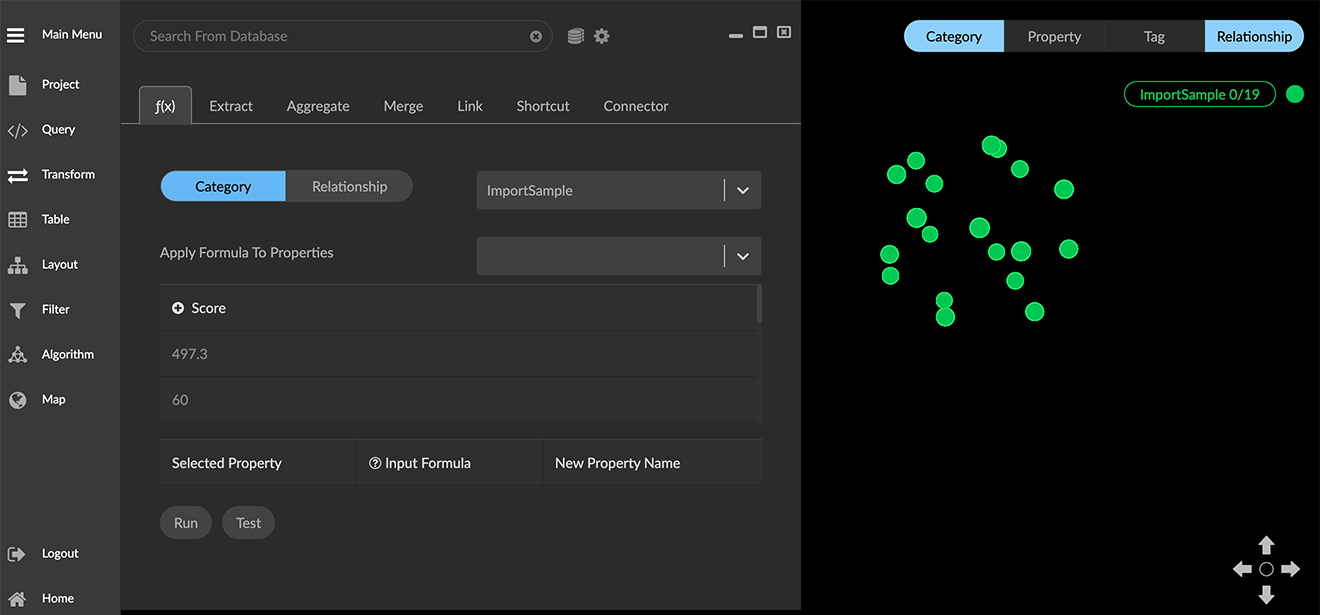 Main Menu
Project
Query
Transform
Table
Layout
Filter
Algorithm
Map
Logout
Home
Search From Database
f(x) Extract Aggregate Merge Link Shortcut Connector
Category Relationship
ImportSample
Apply Formula To Properties
Score
497.3
60
Selected Property Input Formula New Property Name
Run Test
Category Property Tag Relationship
ImportSample 0/19